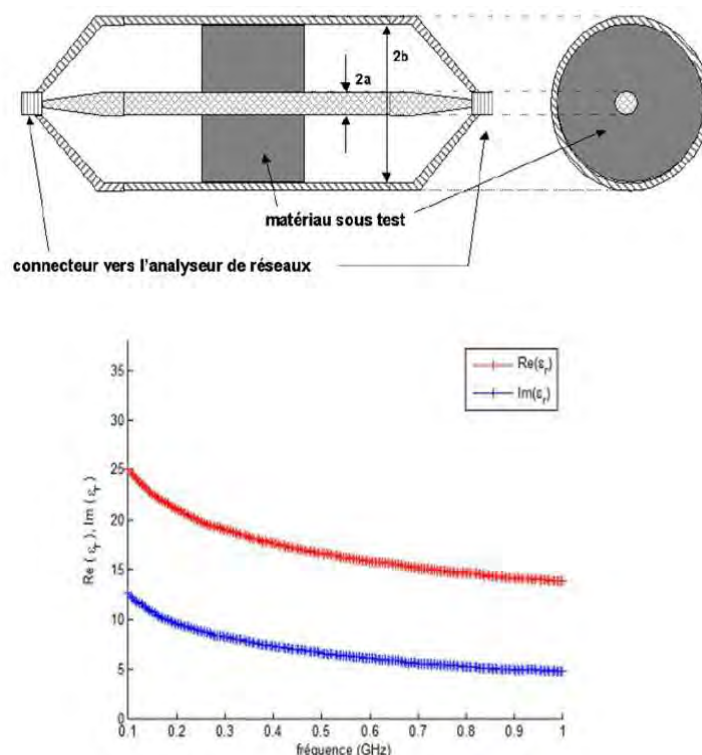 2a
2b
matériau sous test
connecteur vers l'analyseur de réseaux
Re(εr)
Im(εr)
Re ( εr ), Im ( εr )
35
30
25
20
15
10
5
0
0.1 0.2 0.3 0.4 0.5 0.6 0.7 0.8 0.9 1
fréquence (GHz)